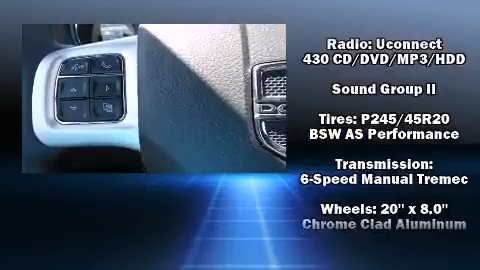 Radio: Uconnect
430 CD/DVD/MP3/HDD
Sound Group II
Tires: P245/45R20
BSW AS Performance
Transmission:
6-Speed Manual Tremec
Wheels: 20" x 8.0"
Chrome Clad Aluminum